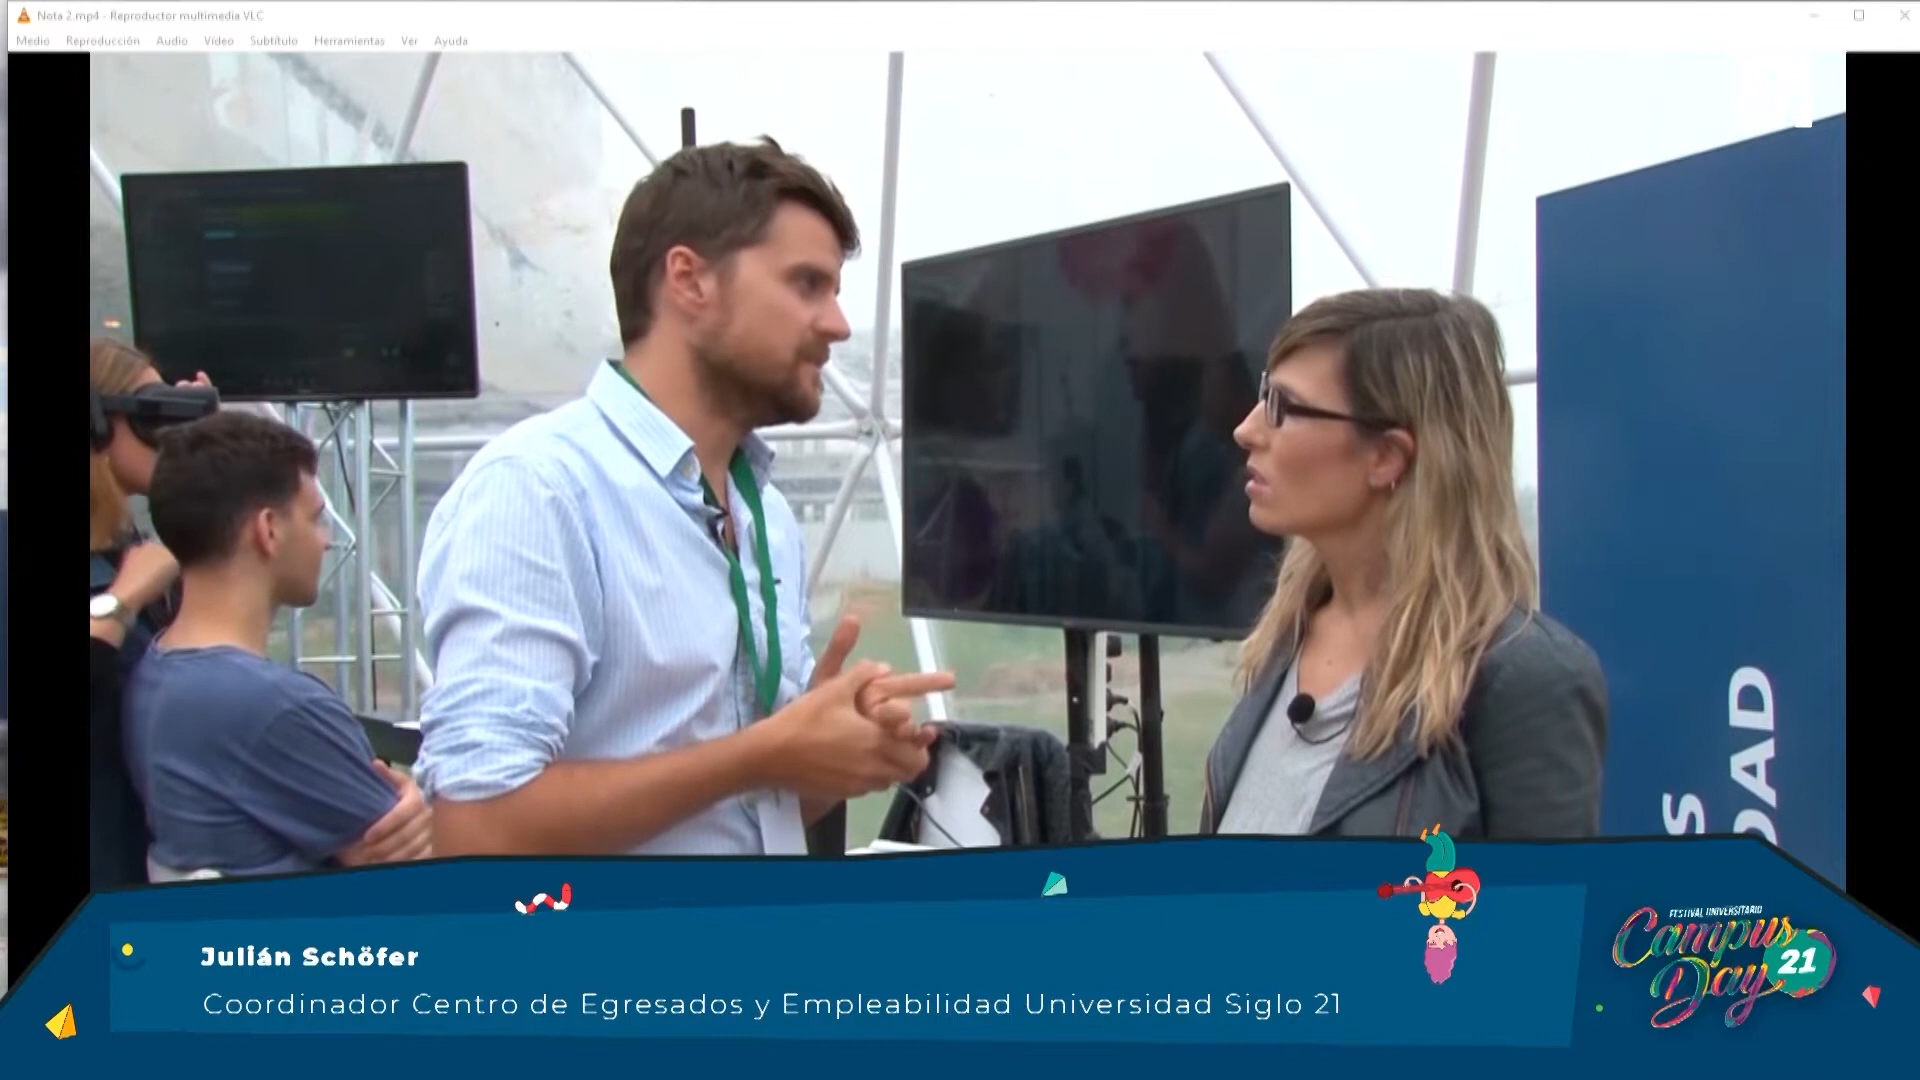 Nota 2.mp4 - Reproductor multimedia VLC
Medio Reproducción Audio Vídeo Subtítulo Herramientas Ver Ayuda
S
DAD
Julián Schöfer
Coordinador Centro de Egresados y Empleabilidad Universidad Siglo 21
FESTIVAL UNIVERSITARIO
Campus
Day
21